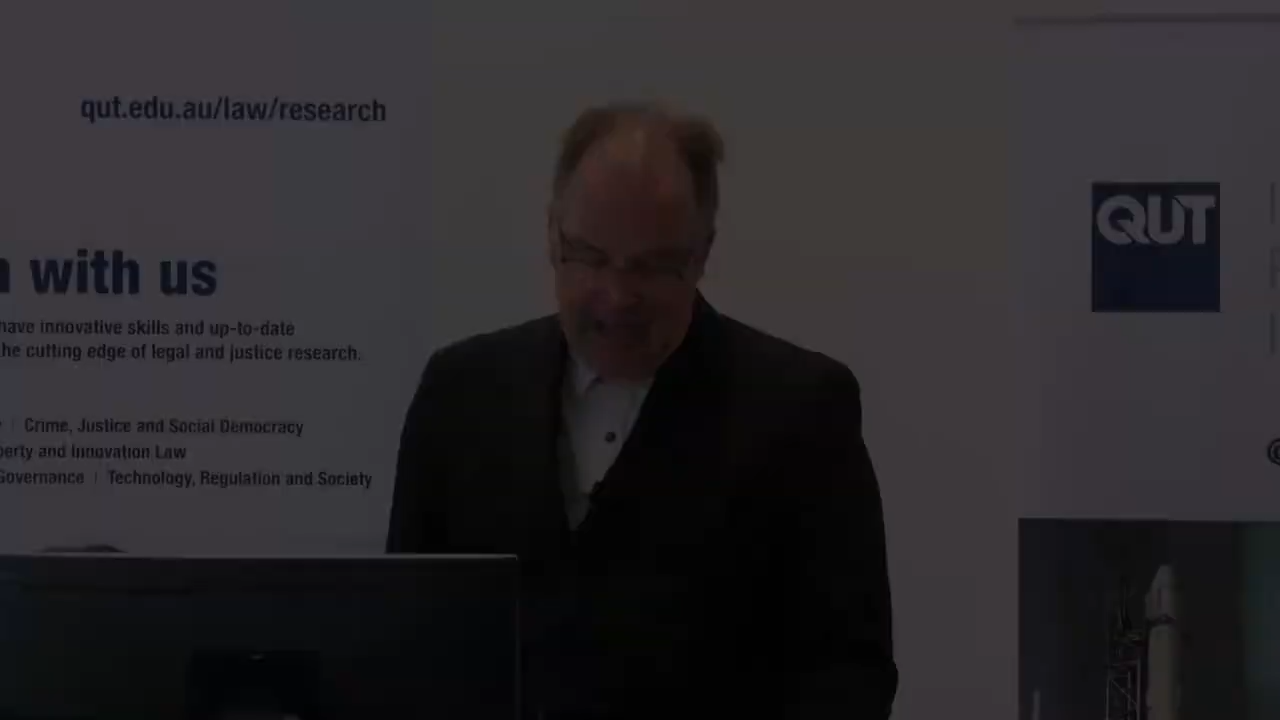 qut.edu.au/law/research
with us
have innovative skills and up-to-date
he cutting edge of legal and justice research.
| Crime, Justice and Social Democracy
perty and Innovation Law
Governance | Technology, Regulation and Society
QUT